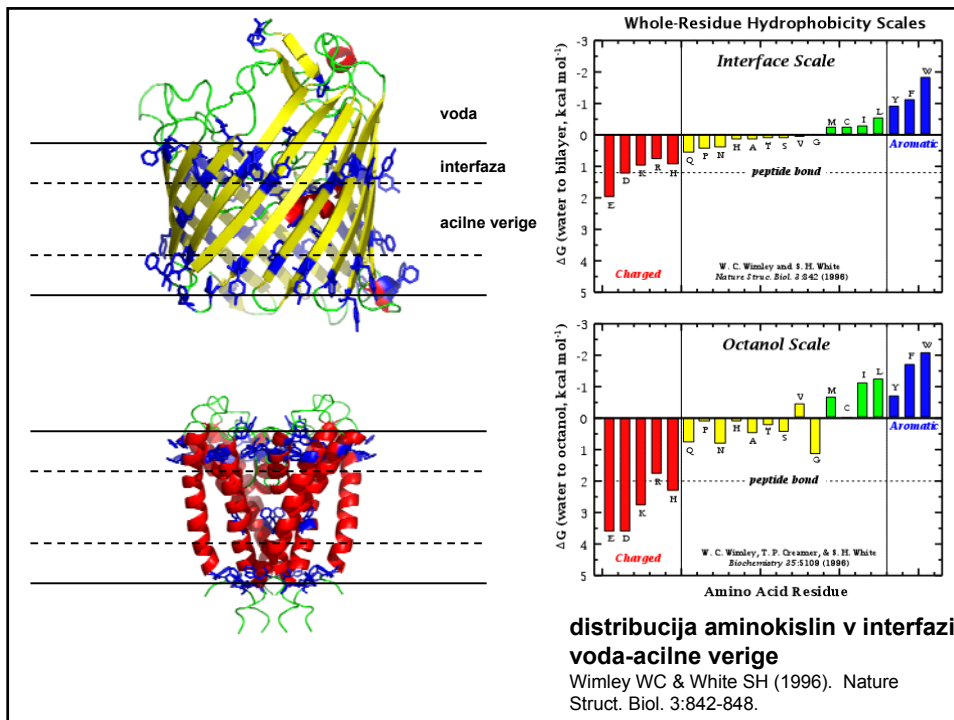 voda
interfaza
acilne verige
Whole-Residue Hydrophobicity Scales
Interface Scale
ΔG (water to bilayer, kcal mol-1)
-3
-2
-1
0
1
2
3
4
5
E D K R H Q P N H A T S V G M C I L Y F W
Aromatic
peptide bond
Charged
W. C. Wimley and S. H. White
Nature Struc. Biol. 3:842 (1996)
Octanol Scale
ΔG (water to octanol, kcal mol-1)
-3
-2
-1
0
1
2
3
4
5
E D K R H Q P N H A T S V G M C I L Y F W
Aromatic
peptide bond
Charged
W. C. Wimley, T. P. Creamer, & S. H. White
Biochemistry 35:5109 (1996)
Amino Acid Residue
distribucija aminokislin v interfazi
voda-acilne verige
Wimley WC & White SH (1996). Nature
Struct. Biol. 3:842-848.